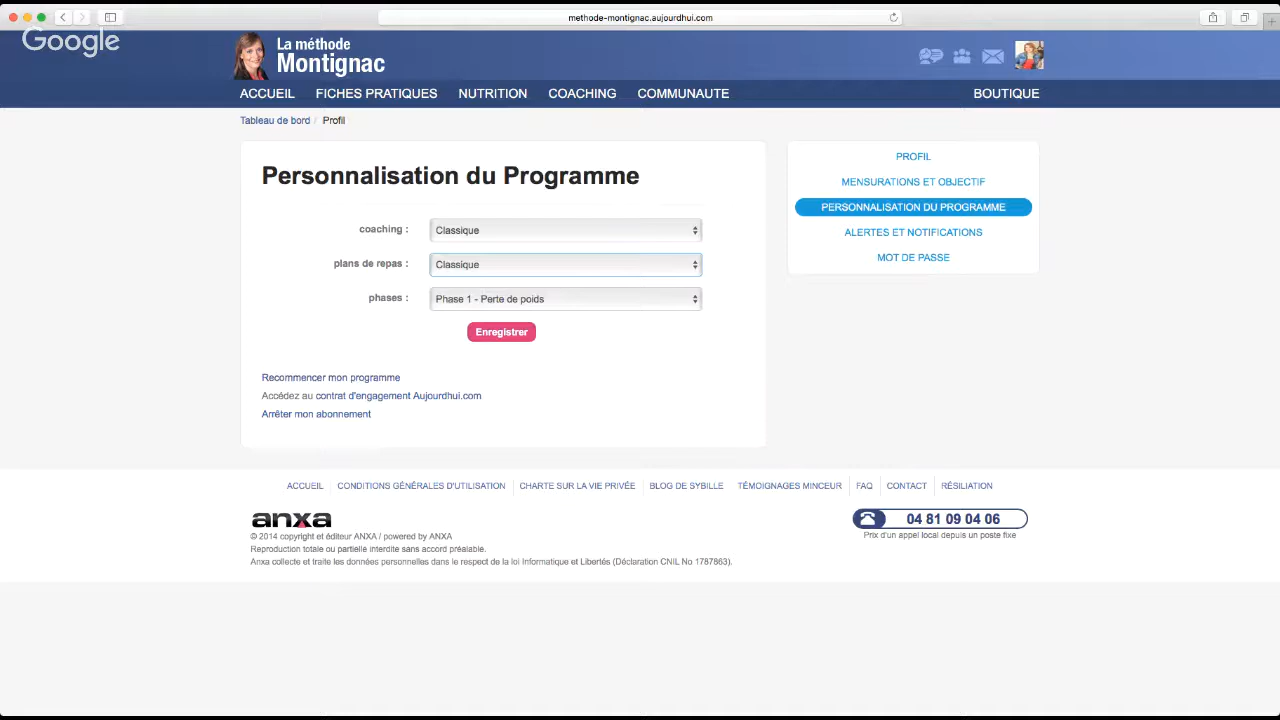 methode-montignac.aujourdhui.com
Google
La méthode
Montignac
ACCUEIL FICHES PRATIQUES NUTRITION COACHING COMMUNAUTE BOUTIQUE
Tableau de bord / Profil
Personnalisation du Programme
coaching : Classique
plans de repas : Classique
phases : Phase 1 - Perte de poids
Enregistrer
Recommencer mon programme
Accédez au contrat d'engagement Aujourdhui.com
Arrêter mon abonnement
PROFIL
MENSURATIONS ET OBJECTIF
PERSONNALISATION DU PROGRAMME
ALERTES ET NOTIFICATIONS
MOT DE PASSE
ACCUEIL CONDITIONS GÉNÉRALES D'UTILISATION CHARTE SUR LA VIE PRIVÉE BLOG DE SYBILLE TÉMOIGNAGES MINCEUR FAQ CONTACT RÉSILIATION
anxa
© 2014 copyright et éditeur ANXA / powered by ANXA
Reproduction totale ou partielle interdite sans accord préalable.
Anxa collecte et traite les données personnelles dans le respect de la loi Informatique et Libertés (Déclaration CNIL No 1787863).
04 81 09 04 06
Prix d'un appel local depuis un poste fixe